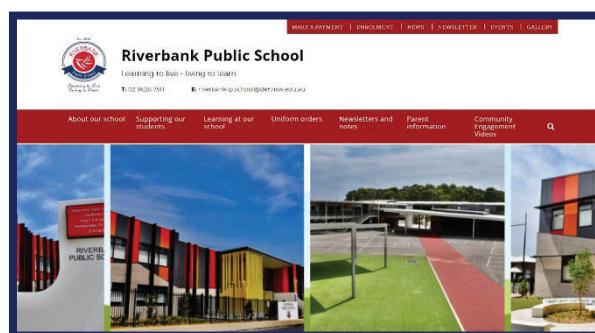 MAKE A PAYMENT | ENROLMENT | NEWS | NEWSLETTER | EVENTS | GALLERY
RIVERBANK
Riverbank Public School
Learning to live - living to learn
T: 02 9626 7511 E: riverbank-p.school@det.nsw.edu.au
About our school
Supporting our students
Learning at our school
Uniform orders
Newsletters and notes
Parent information
Community Engagement Videos
RIVERBA
PUBLIC SC